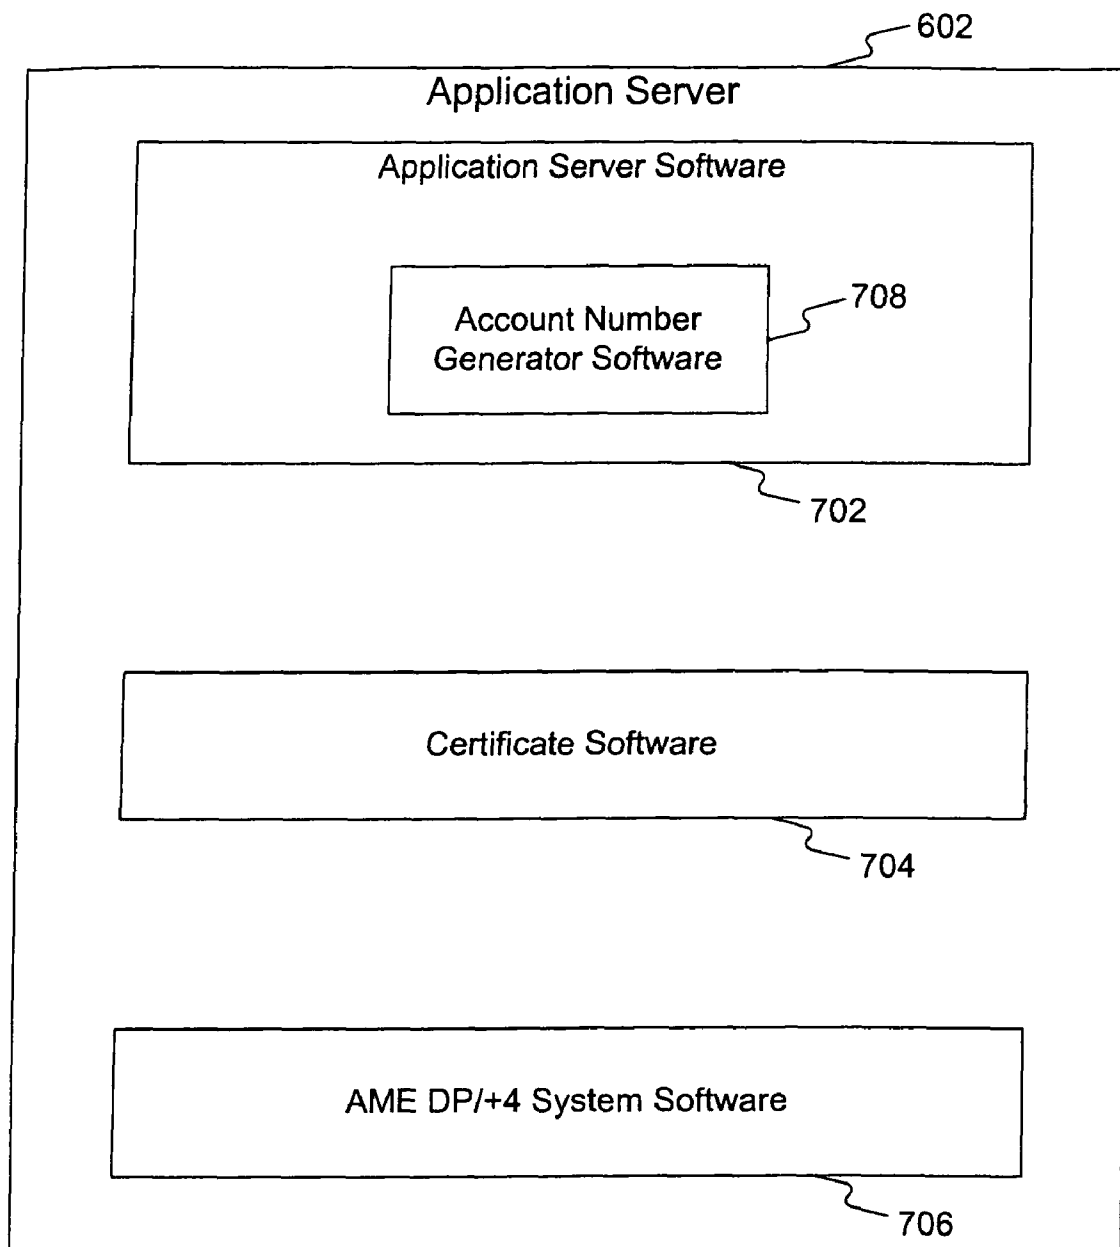 602
Application Server
Application Server Software
Account Number
Generator Software
708
702
Certificate Software
704
AME DP/+4 System Software
706